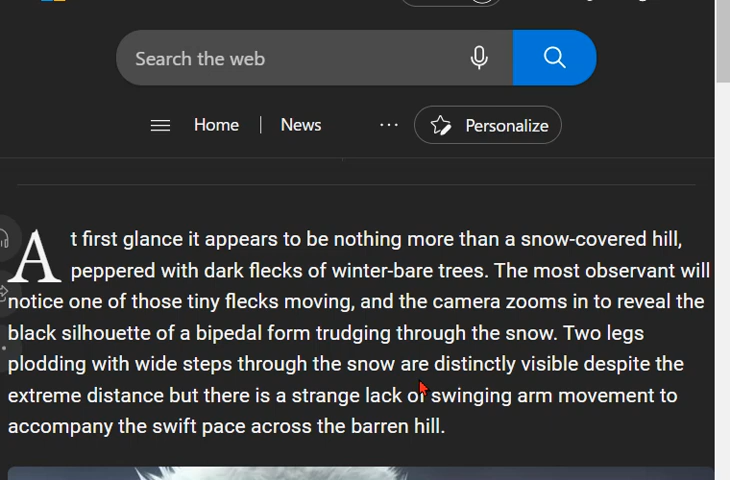 Search the web
Home | News ... Personalize
At first glance it appears to be nothing more than a snow-covered hill,
peppered with dark flecks of winter-bare trees. The most observant will
notice one of those tiny flecks moving, and the camera zooms in to reveal the
black silhouette of a bipedal form trudging through the snow. Two legs
plodding with wide steps through the snow are distinctly visible despite the
extreme distance but there is a strange lack of swinging arm movement to
accompany the swift pace across the barren hill.